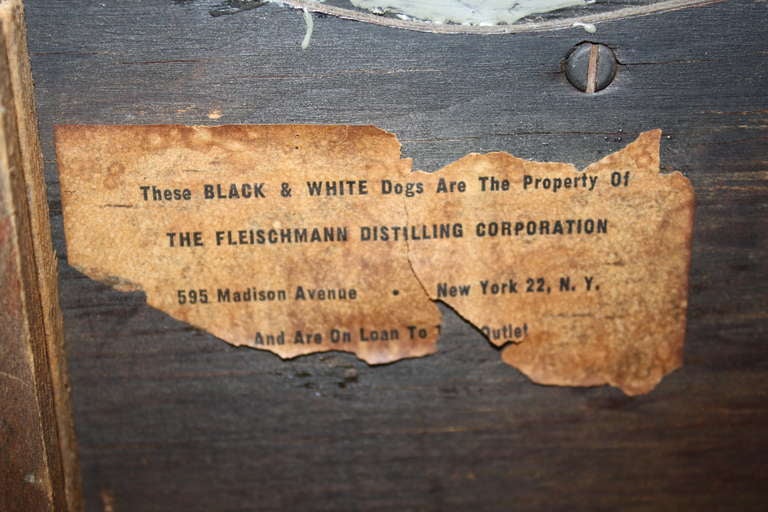 These BLACK & WHITE Dogs Are The Property Of
THE FLEISCHMANN DISTILLING CORPORATION
595 Madison Avenue • New York 22, N. Y.
And Are On Loan To Outlet